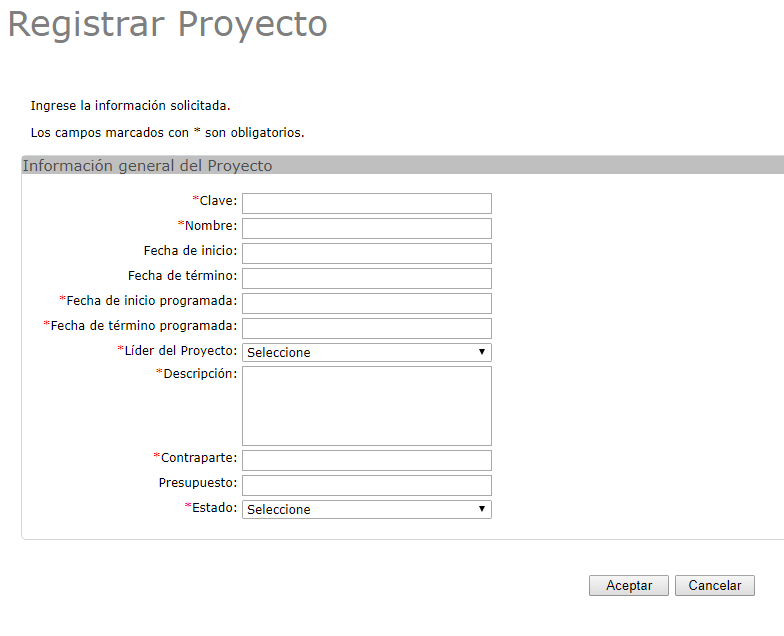 Registrar Proyecto
Ingrese la información solicitada.
Los campos marcados con * son obligatorios.
Información general del Proyecto
*Clave:
*Nombre:
Fecha de inicio:
Fecha de término:
*Fecha de inicio programada:
*Fecha de término programada:
*Líder del Proyecto: Seleccione
*Descripción:
*Contraparte:
Presupuesto:
*Estado: Seleccione
Aceptar Cancelar